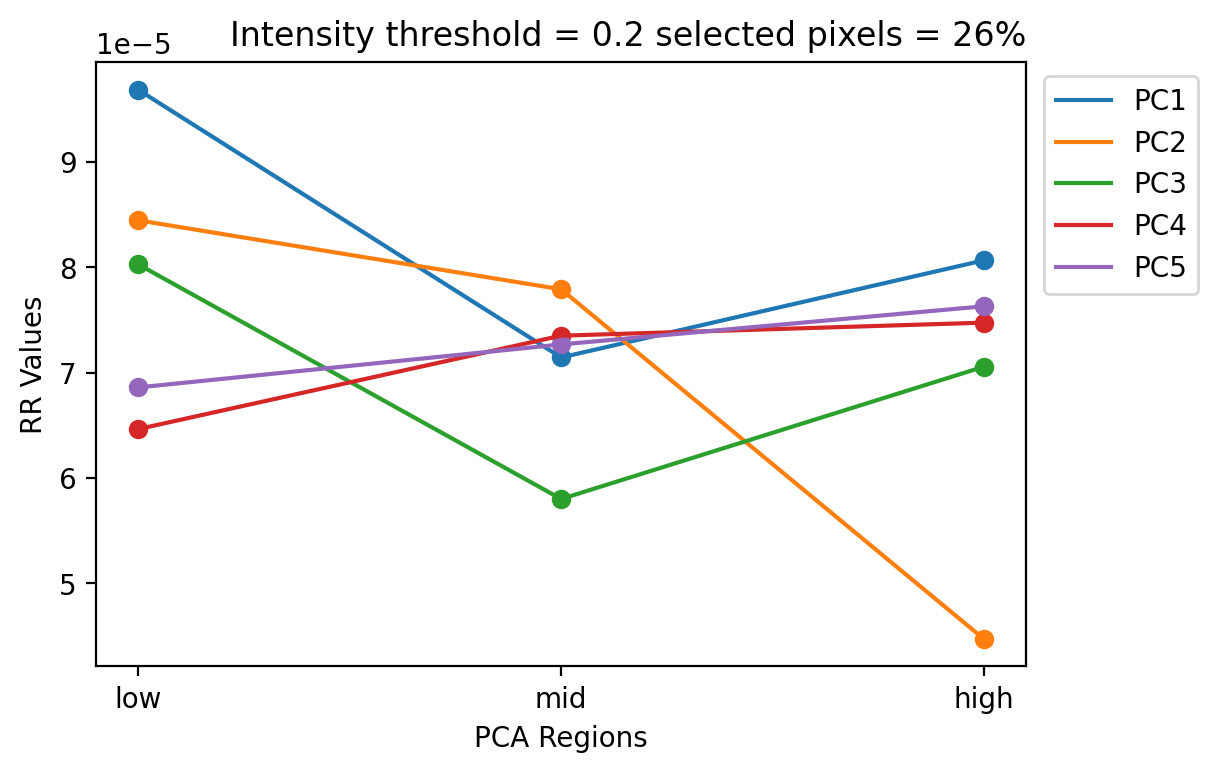 Intensity threshold = 0.2 selected pixels = 26%
1e−5
9
8
7
6
5
RR Values
low
mid
high
PCA Regions
PC1
PC2
PC3
PC4
PC5